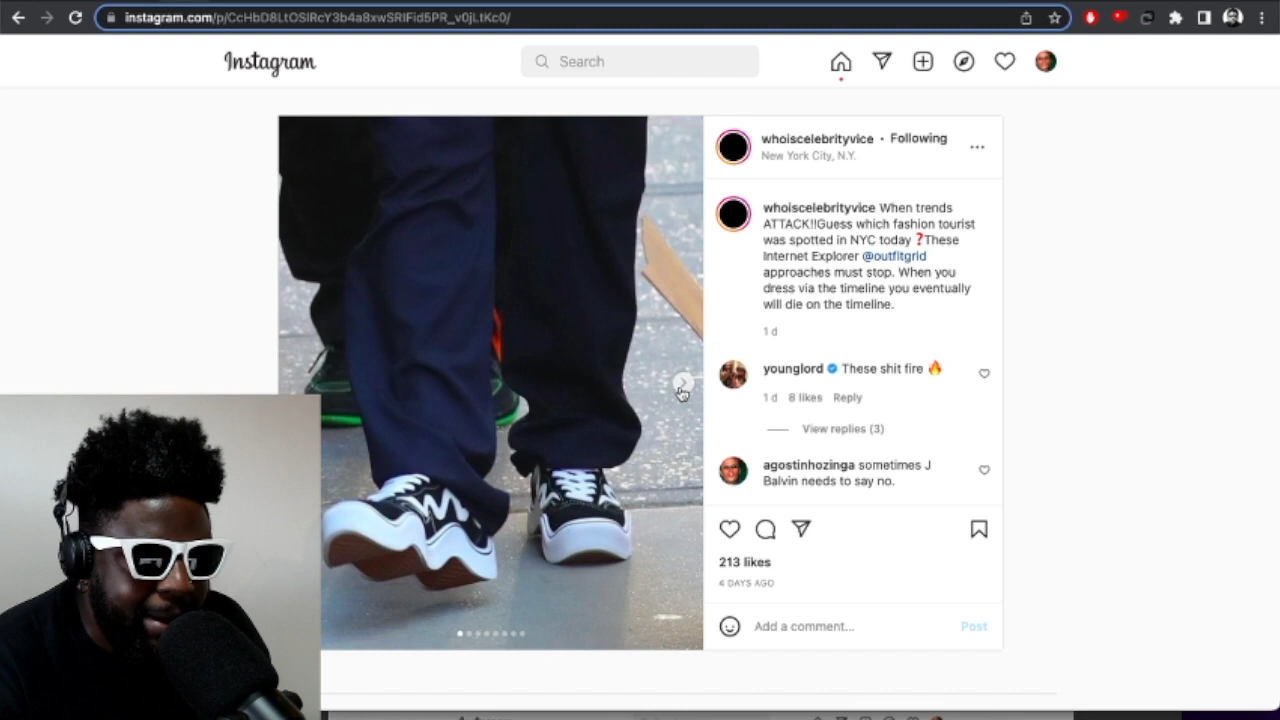 instagram.com/p/CcHbD8LtOSlRcY3b4a8xwSRlFid5PR_v0jLtKc0/
Instagram
Search
whoiscelebrityvice • Following
New York City, N.Y.
whoiscelebrityvice When trends
ATTACK!!Guess which fashion tourist
was spotted in NYC today ❓These
Internet Explorer @outfitgrid
approaches must stop. When you
dress via the timeline you eventually
will die on the timeline.
1 d
younglord These shit fire 🔥
1 d 8 likes Reply
View replies (3)
agostinhozinga sometimes J
Balvin needs to say no.
213 likes
4 DAYS AGO
Add a comment... Post